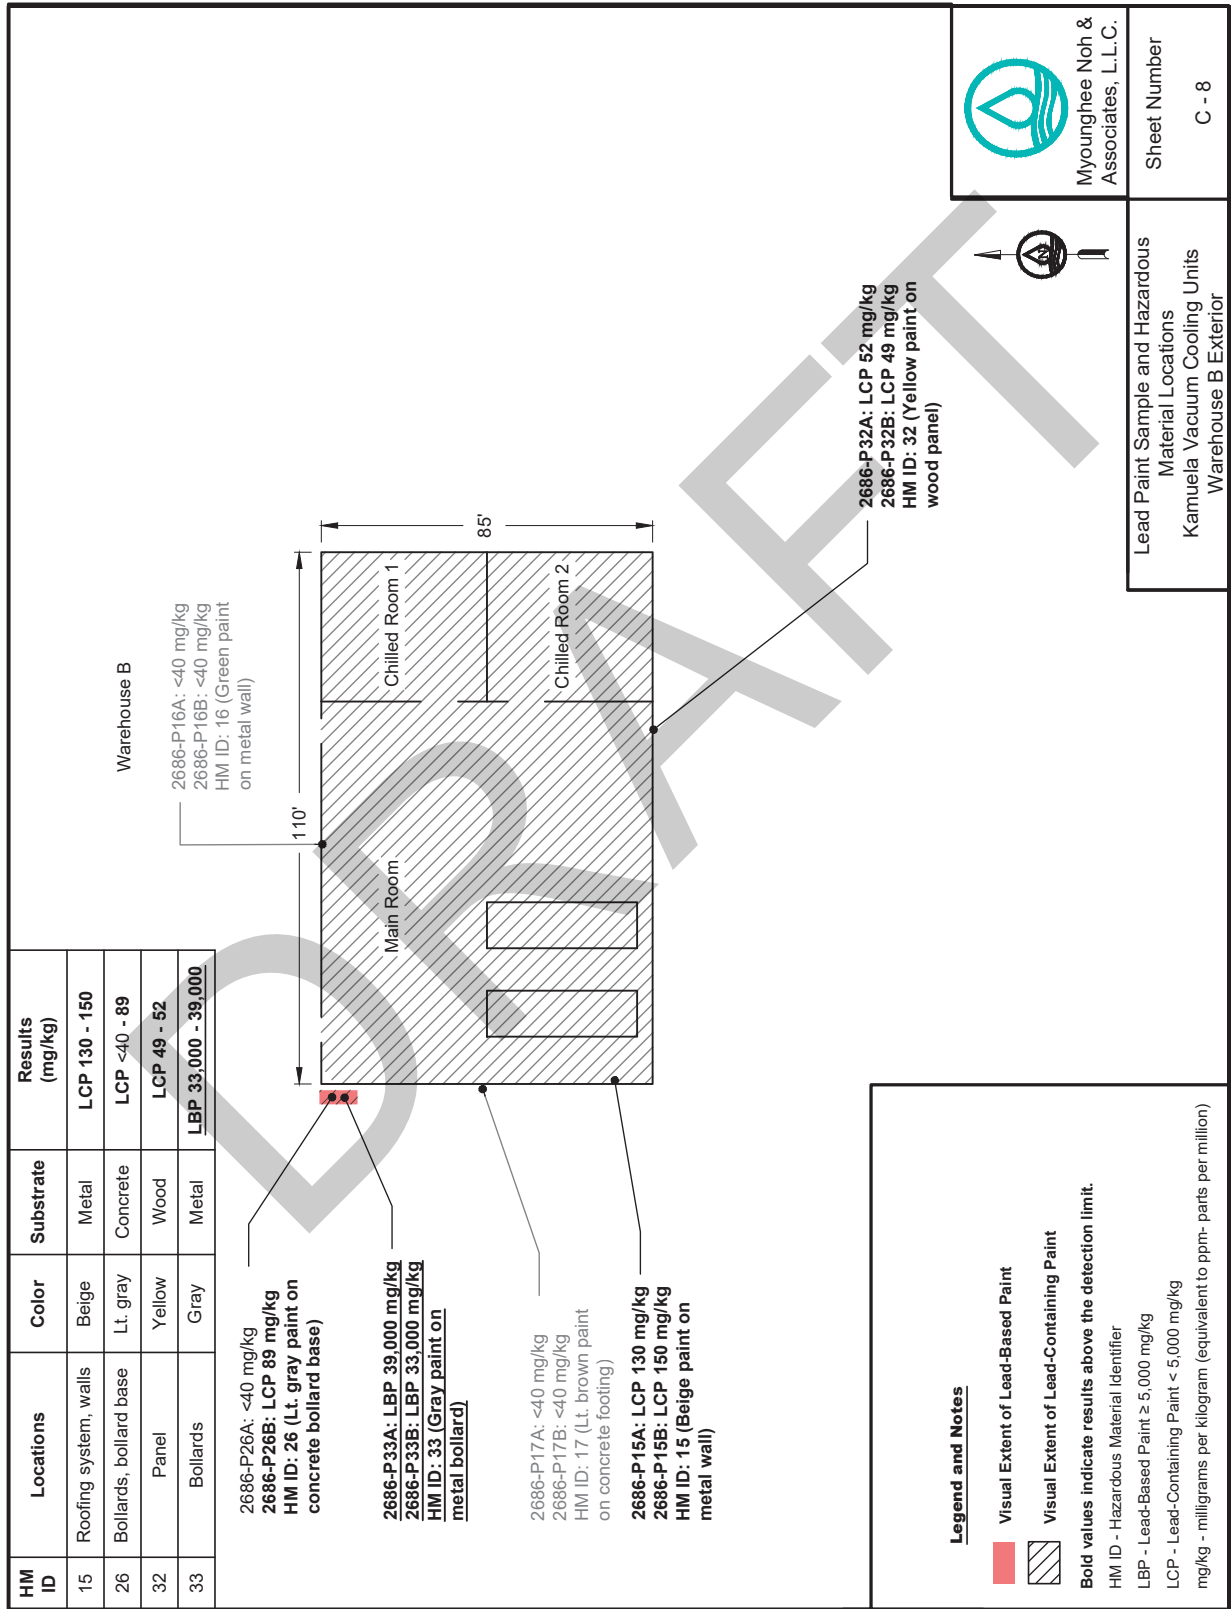 HM ID	Locations	Color	Substrate	Results (mg/kg)
15	Roofing system, walls	Beige	Metal	LCP 130 - 150
26	Bollards, bollard base	Lt. gray	Concrete	LCP <40 - 89
32	Panel	Yellow	Wood	LCP 49 - 52
33	Bollards	Gray	Metal	LBP 33,000 - 39,000
Warehouse B
2686-P16A: <40 mg/kg
2686-P16B: <40 mg/kg
HM ID: 16 (Green paint
on metal wall)
2686-P26A: <40 mg/kg
2686-P26B: LCP 89 mg/kg
HM ID: 26 (Lt. gray paint on
concrete bollard base)
2686-P33A: LBP 39,000 mg/kg
2686-P33B: LBP 33,000 mg/kg
HM ID: 33 (Gray paint on
metal bollard)
2686-P17A: <40 mg/kg
2686-P17B: <40 mg/kg
HM ID: 17 (Lt. brown paint
on concrete footing)
2686-P15A: LCP 130 mg/kg
2686-P15B: LCP 150 mg/kg
HM ID: 15 (Beige paint on
metal wall)
110'
85'
Main Room
Chilled Room 1
Chilled Room 2
2686-P32A: LCP 52 mg/kg
2686-P32B: LCP 49 mg/kg
HM ID: 32 (Yellow paint on
wood panel)
DRAFT
Legend and Notes
Visual Extent of Lead-Based Paint
Visual Extent of Lead-Containing Paint
Bold values indicate results above the detection limit.
HM ID - Hazardous Material Identifier
LBP - Lead-Based Paint ≥ 5,000 mg/kg
LCP - Lead-Containing Paint < 5,000 mg/kg
mg/kg - milligrams per kilogram (equivalent to ppm- parts per million)
N
Myounghee Noh &
Associates, L.L.C.
Lead Paint Sample and Hazardous
Material Locations
Kamuela Vacuum Cooling Units
Warehouse B Exterior
Sheet Number
C - 8